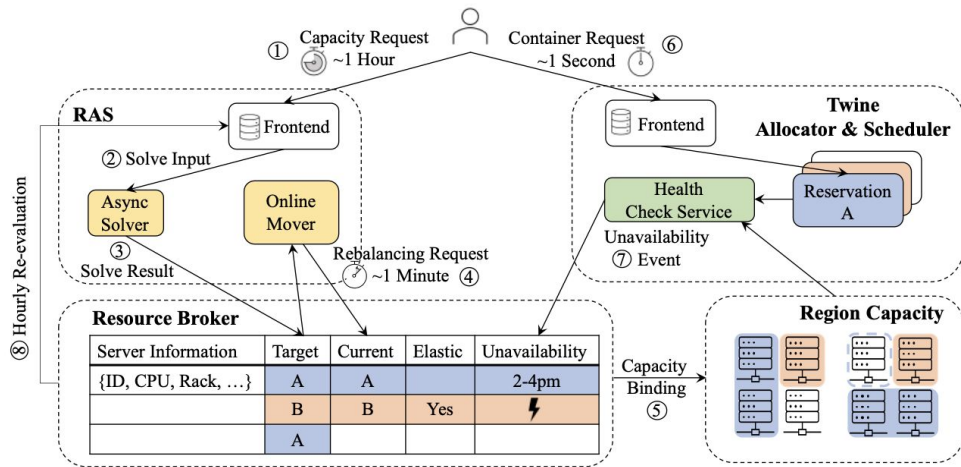 ① Capacity Request
~1 Hour
Container Request ⑥
~1 Second
RAS
Frontend
② Solve Input
Async
Solver
Online
Mover
③
Solve Result
Rebalancing Request
~1 Minute ④
Twine
Allocator & Scheduler
Frontend
Health
Check Service
Reservation
A
Unavailability
⑦ Event
⑧ Hourly Re-evaluation
Resource Broker
Server Information Target Current Elastic Unavailability
{ID, CPU, Rack, …} A A 2-4pm
B B Yes
A
Capacity
Binding
⑤
Region Capacity